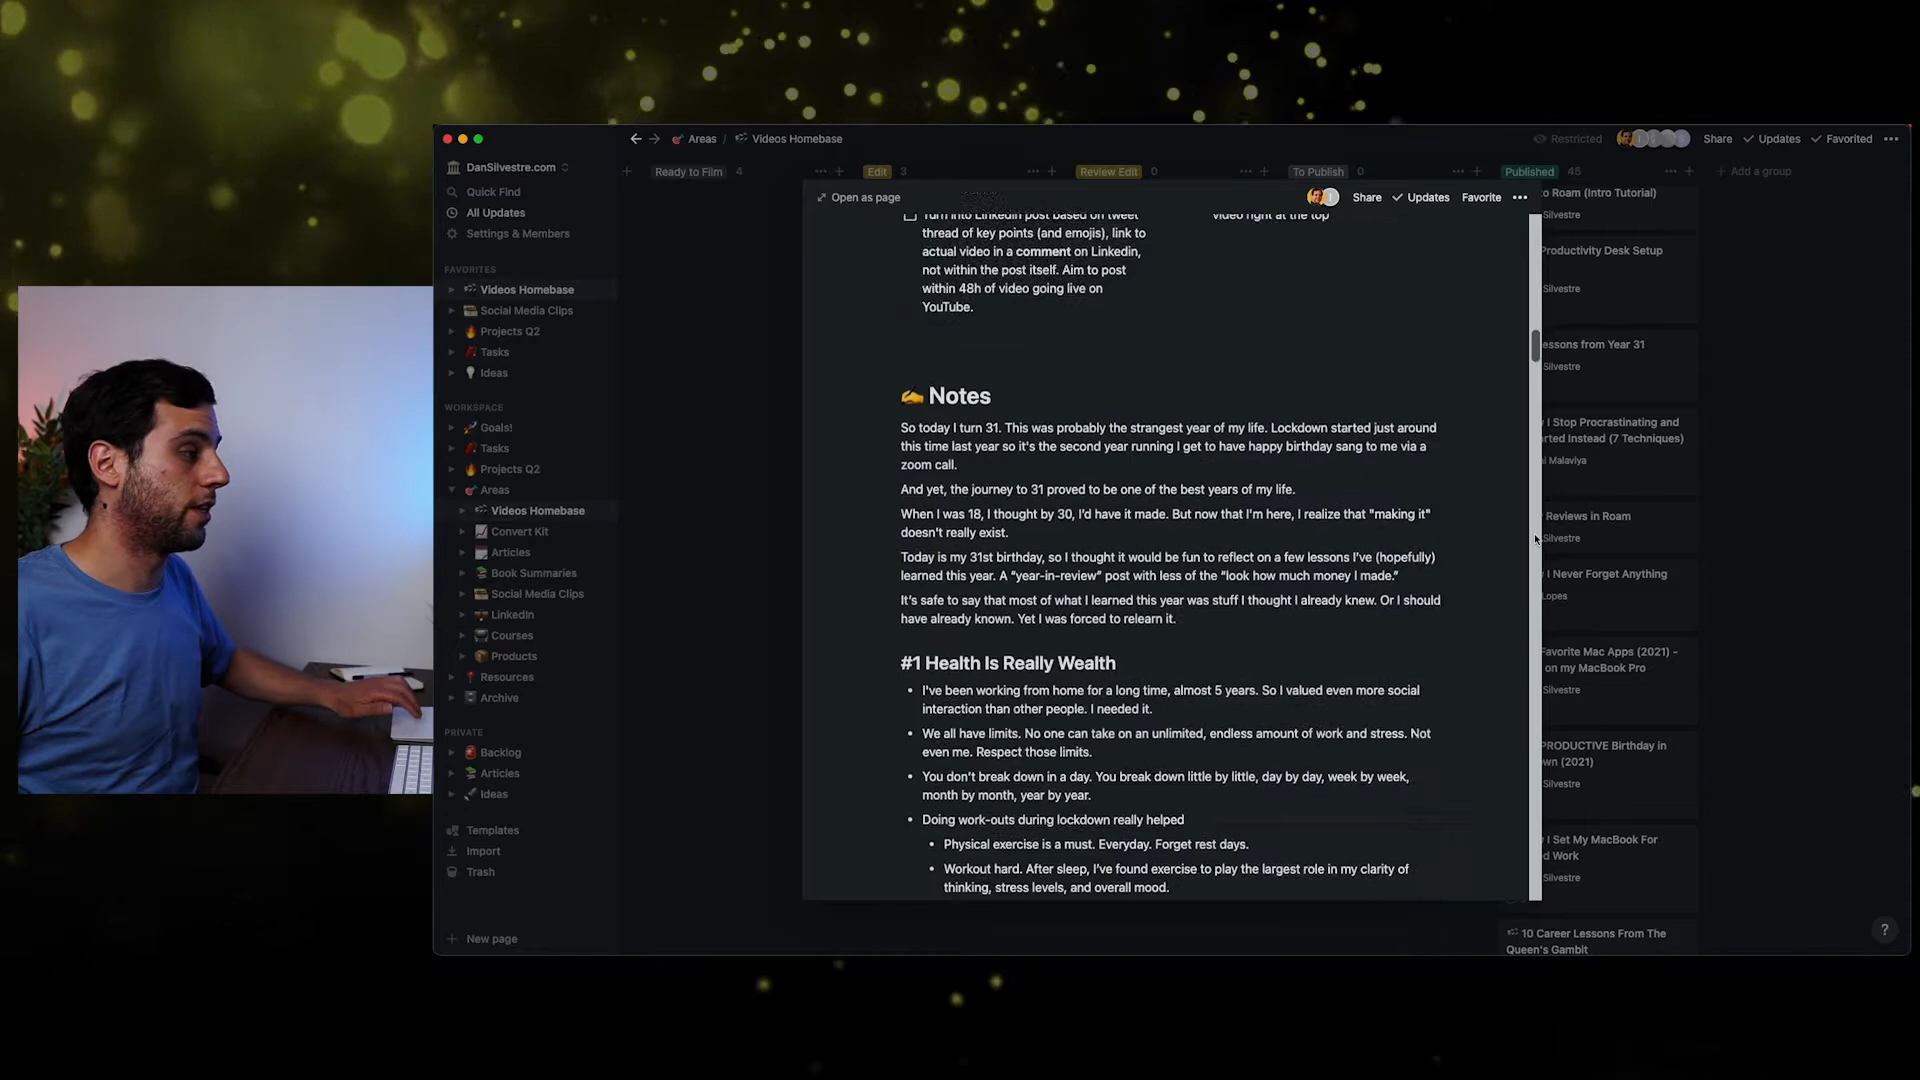 Areas / Videos Homebase
Restricted
Share
Updates
Favorited
DanSilvestre.com
Quick Find
All Updates
Settings & Members
FAVORITES
Videos Homebase
Social Media Clips
Projects Q2
Tasks
Ideas
WORKSPACE
Goals!
Tasks
Projects Q2
Areas
Videos Homebase
Convert Kit
Articles
Book Summaries
Social Media Clips
LinkedIn
Courses
Products
Resources
Archive
PRIVATE
Backlog
Articles
Ideas
Templates
Import
Trash
New page
Ready to Film 4
Edit 3
Review Edit 0
To Publish 0
Published 45
Add a group
Open as page
Share
Updates
Favorite
Turn into LinkedIn post based on tweet
thread of key points (and emojis), link to
actual video in a comment on Linkedin,
not within the post itself. Aim to post
within 48h of video going live on
YouTube.
video right at the top
Notes
So today I turn 31. This was probably the strangest year of my life. Lockdown started just around
this time last year so it's the second year running I get to have happy birthday sang to me via a
zoom call.
And yet, the journey to 31 proved to be one of the best years of my life.
When I was 18, I thought by 30, I'd have it made. But now that I'm here, I realize that "making it"
doesn't really exist.
Today is my 31st birthday, so I thought it would be fun to reflect on a few lessons I've (hopefully)
learned this year. A “year-in-review” post with less of the “look how much money I made.”
It's safe to say that most of what I learned this year was stuff I thought I already knew. Or I should
have already known. Yet I was forced to relearn it.
#1 Health Is Really Wealth
I've been working from home for a long time, almost 5 years. So I valued even more social
interaction than other people. I needed it.
We all have limits. No one can take on an unlimited, endless amount of work and stress. Not
even me. Respect those limits.
You don't break down in a day. You break down little by little, day by day, week by week,
month by month, year by year.
Doing work-outs during lockdown really helped
Physical exercise is a must. Everyday. Forget rest days.
Workout hard. After sleep, I've found exercise to play the largest role in my clarity of
thinking, stress levels, and overall mood.
to Roam (Intro Tutorial)
Silvestre
Productivity Desk Setup
Silvestre
essons from Year 31
Silvestre
I Stop Procrastinating and
arted Instead (7 Techniques)
Malaviya
Reviews in Roam
Silvestre
I Never Forget Anything
Lopes
Favorite Mac Apps (2021) -
on my MacBook Pro
Silvestre
PRODUCTIVE Birthday in
own (2021)
Silvestre
I Set My MacBook For
d Work
Silvestre
10 Career Lessons From The
Queen's Gambit
?